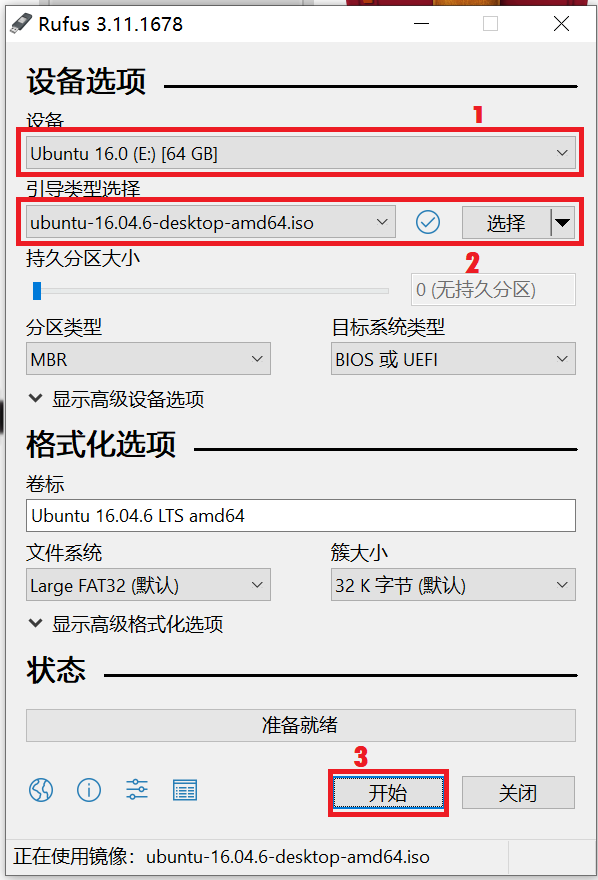 Rufus 3.11.1678
设备选项
1
设备
Ubuntu 16.0 (E:) [64 GB]
引导类型选择
ubuntu-16.04.6-desktop-amd64.iso 选择
2
持久分区大小
0 (无持久分区)
分区类型 目标系统类型
MBR BIOS 或 UEFI
显示高级设备选项
格式化选项
卷标
Ubuntu 16.04.6 LTS amd64
文件系统 簇大小
Large FAT32 (默认) 32 K 字节 (默认)
显示高级格式化选项
状态
准备就绪
3
开始 关闭
正在使用镜像：ubuntu-16.04.6-desktop-amd64.iso